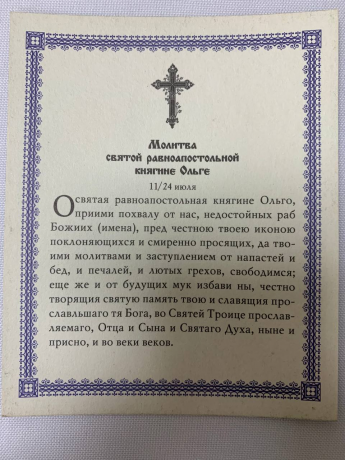 Молитва
святой равноапостольной
княгине Ольге
11/24 июля
О святая равноапостольная княгине Ольго,
приими похвалу от нас, недостойных раб
Божиих (имена), пред честною твоею иконою
поклоняющихся и смиренно просящих, да тво-
ими молитвами и заступлением от напастей и
бед, и печалей, и лютых грехов, свободимся;
еще же и от будущих мук избави ны, честно
творящия святую память твою и славящия про-
славльшаго тя Бога, во Святей Троице прослав-
ляемаго, Отца и Сына и Святаго Духа, ныне и
присно, и во веки веков.